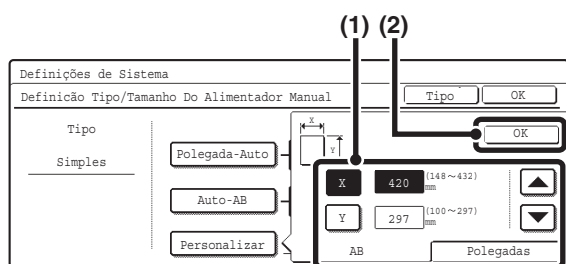 (1) (2)
Definições de Sistema
Definicão Tipo/Tamanho Do Alimentador Manual Tipo OK
Tipo
Simples
Polegada-Auto
Auto-AB
Personalizar
X
Y
OK
X 420 (148~432) mm
Y 297 (100~297) mm
AB Polegadas